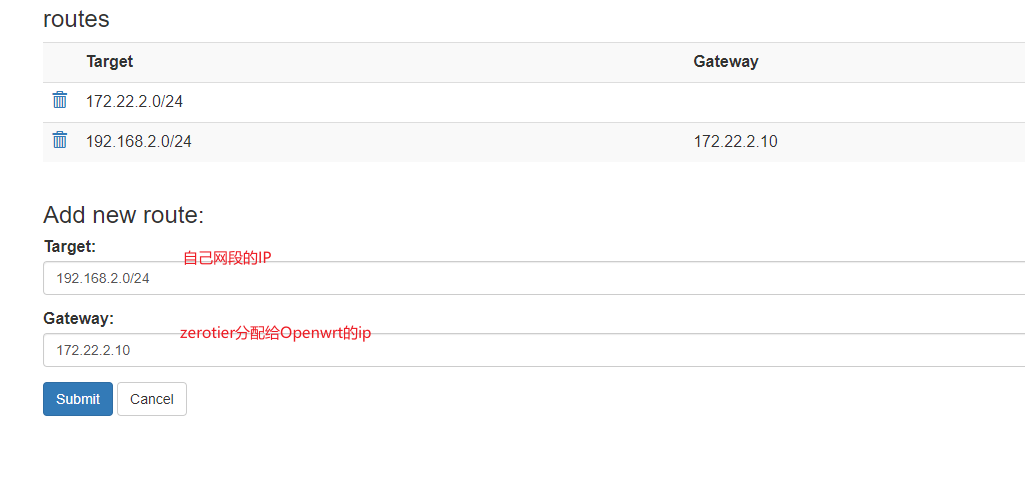 routes
Target Gateway
172.22.2.0/24
192.168.2.0/24 172.22.2.10
Add new route:
Target:
自己网段的IP
192.168.2.0/24
Gateway:
zerotier分配给Openwrt的ip
172.22.2.10
Submit Cancel